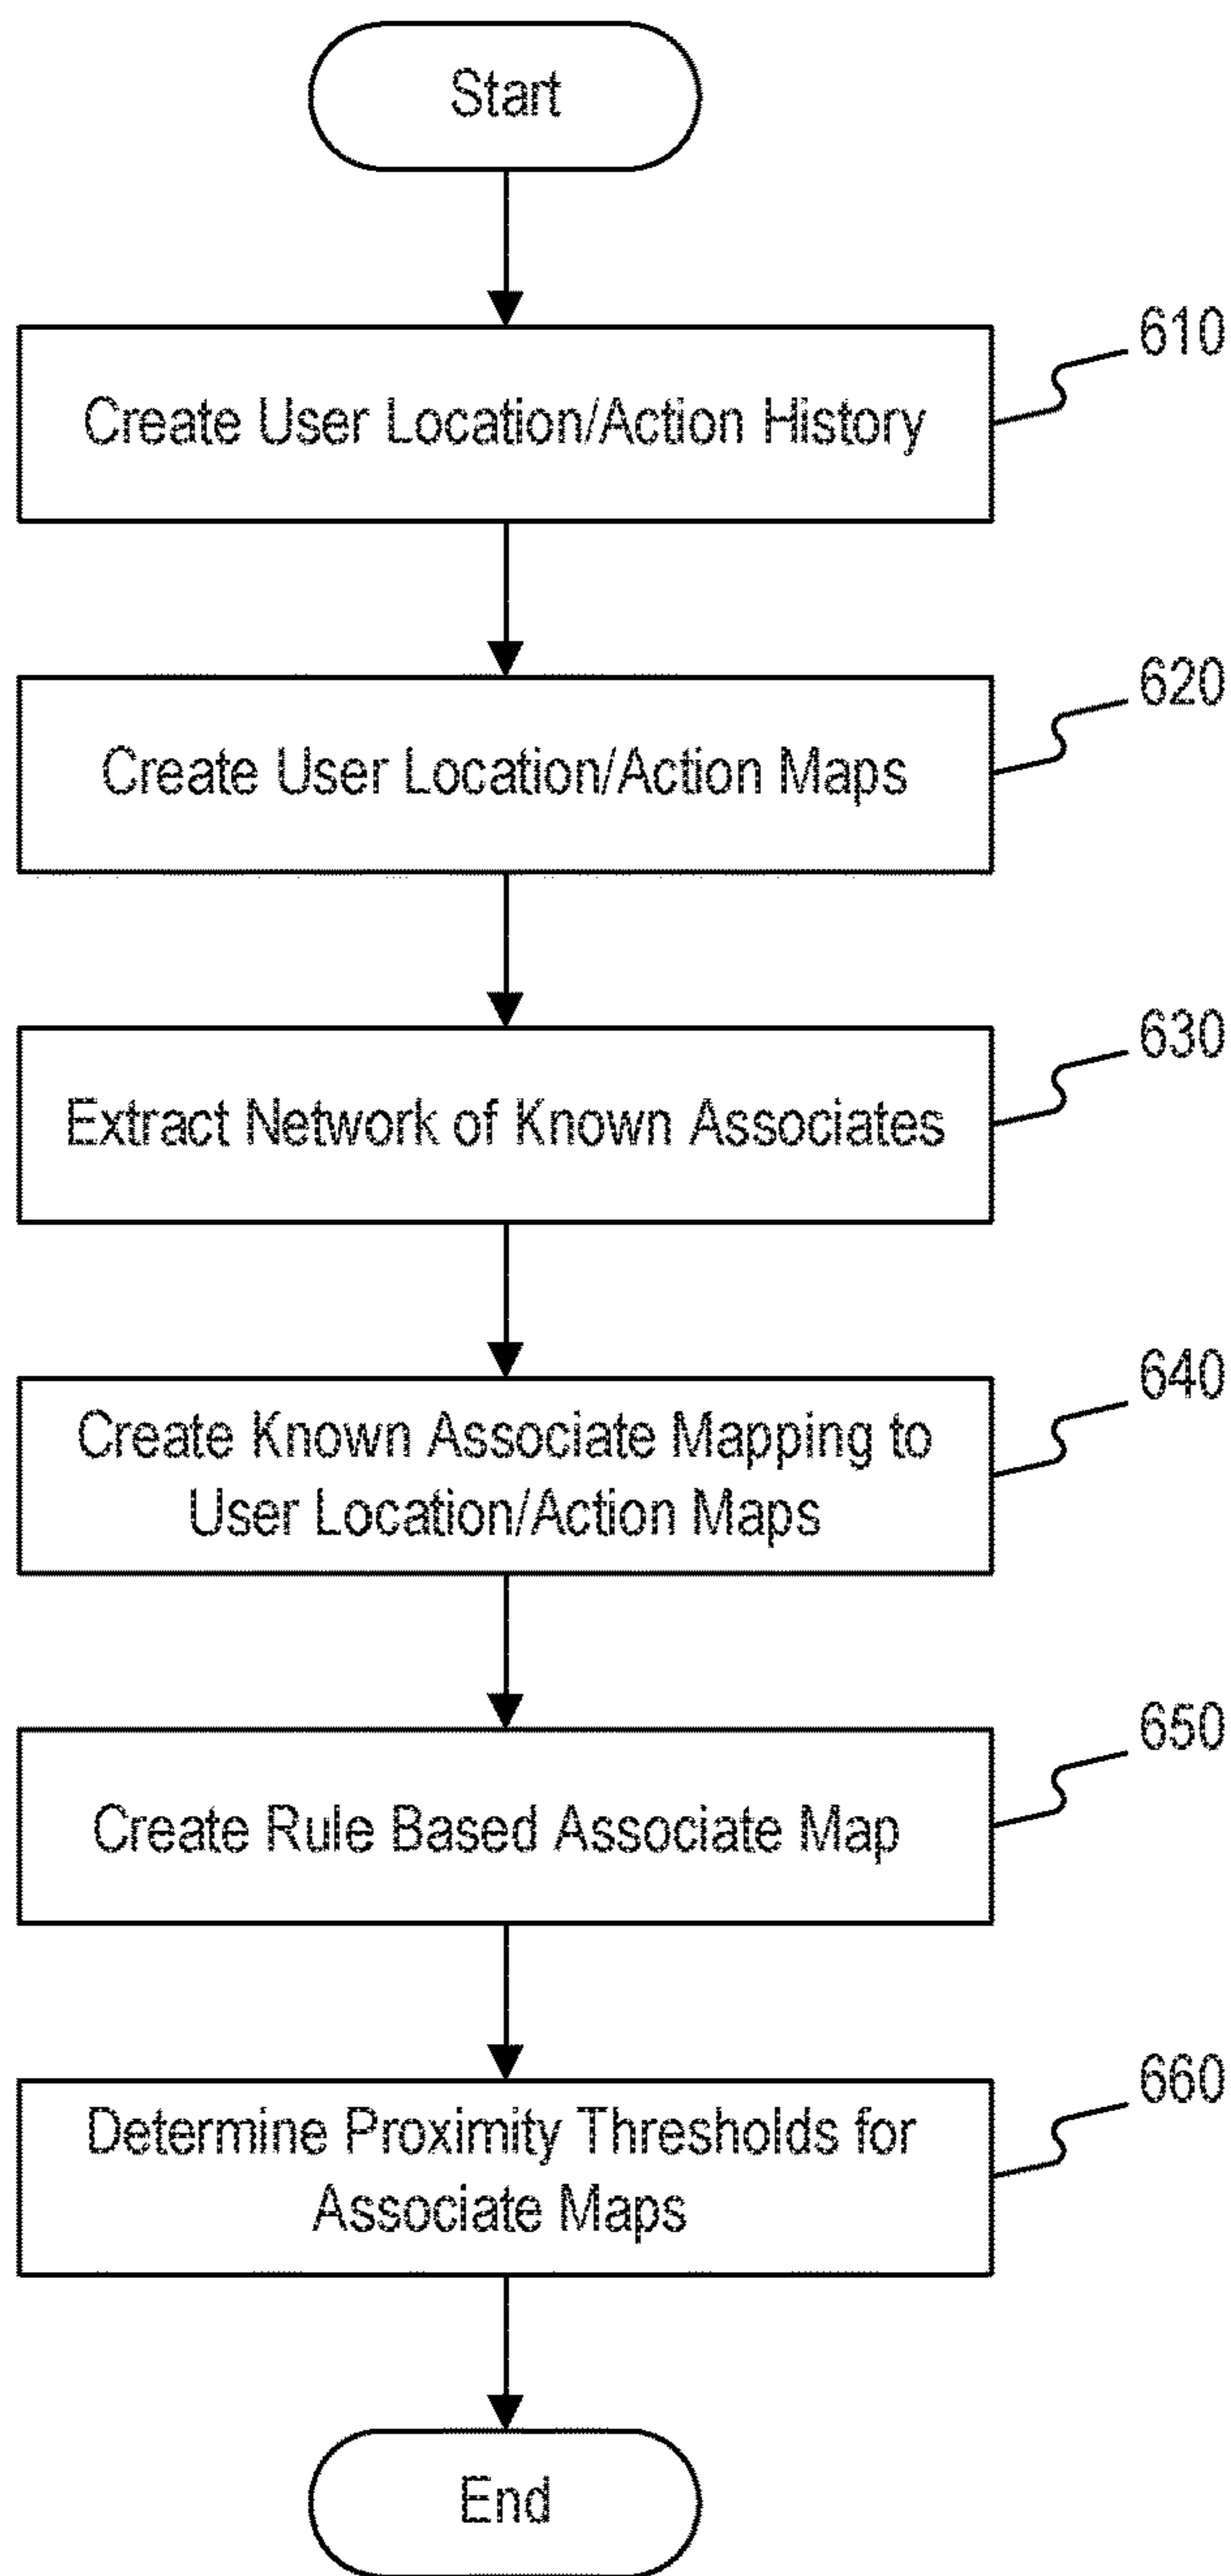 Start
610
Create User Location/Action History
620
Create User Location/Action Maps
630
Extract Network of Known Associates
640
Create Known Associate Mapping to
User Location/Action Maps
650
Create Rule Based Associate Map
660
Determine Proximity Thresholds for
Associate Maps
End